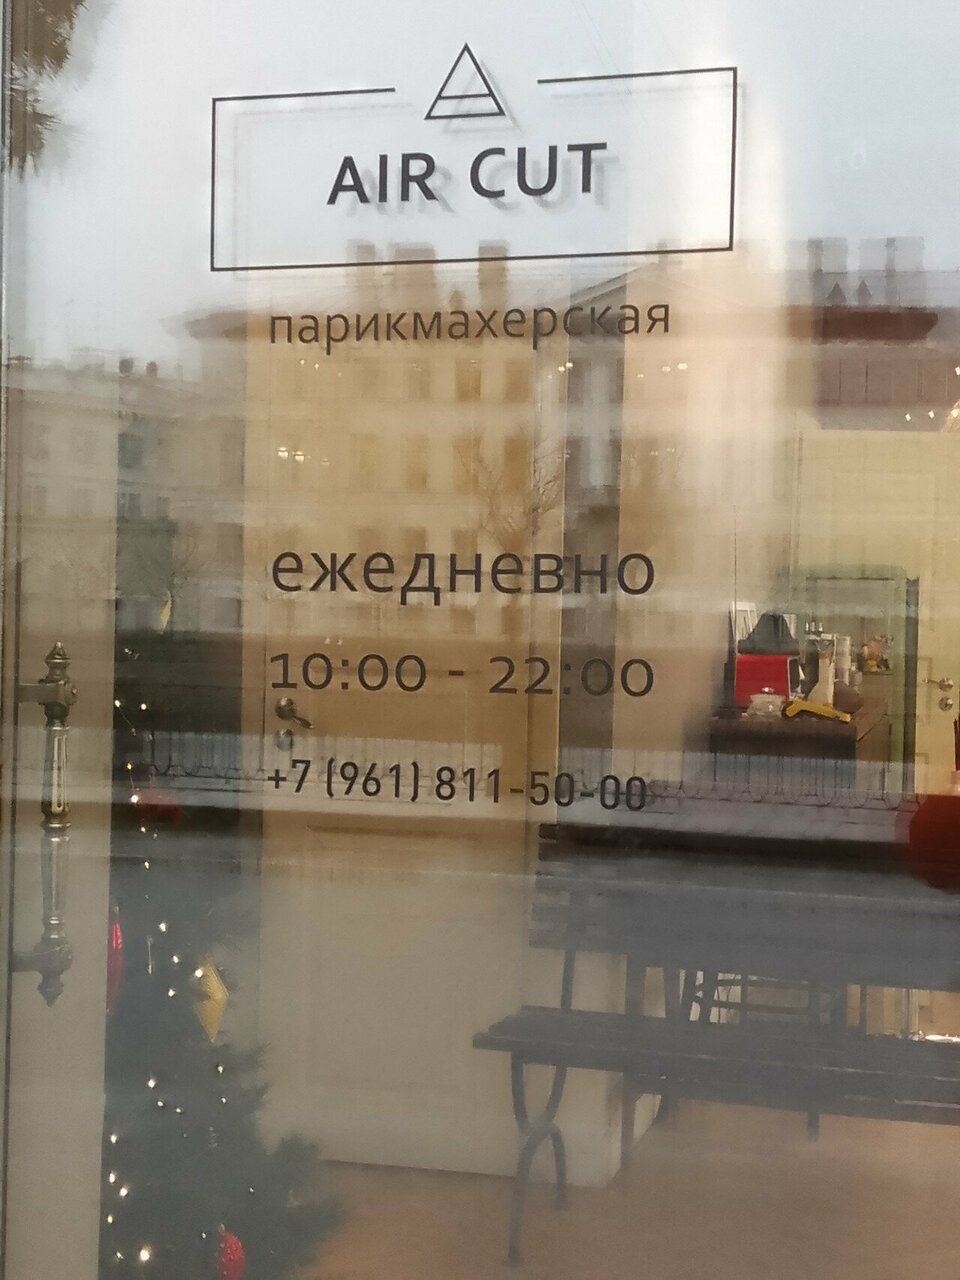 AIR CUT
парикмахерская
ежедневно
10:00 - 22:00
+7 (961) 811-50-00